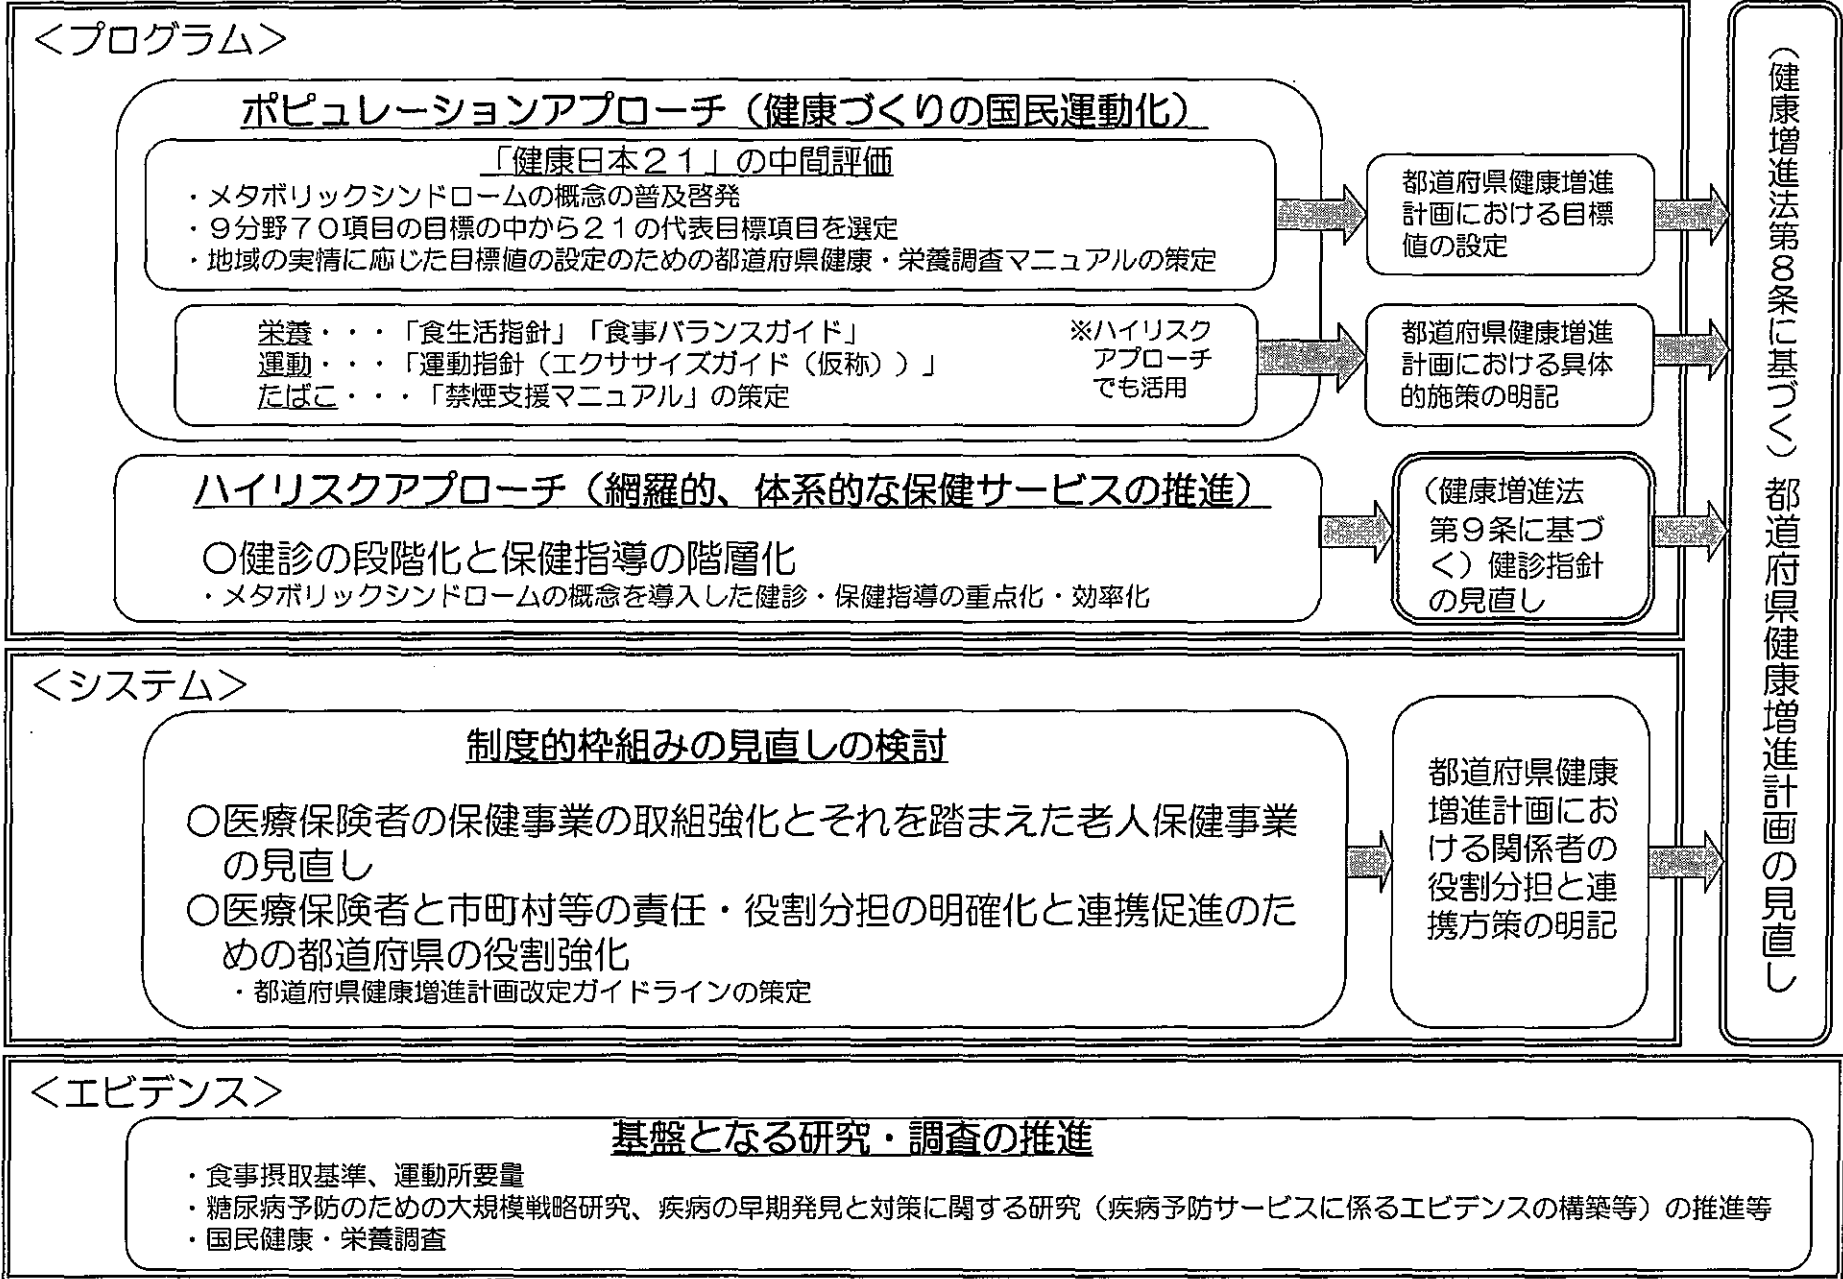 ＜プログラム＞
ポピュレーションアプローチ（健康づくりの国民運動化）
「健康日本２１」の中間評価
・メタボリックシンドロームの概念の普及啓発
・９分野７０項目の目標の中から２１の代表目標項目を選定
・地域の実情に応じた目標値の設定のための都道府県健康・栄養調査マニュアルの策定
都道府県健康増進
計画における目標
値の設定
栄養・・・「食生活指針」「食事バランスガイド」
運動・・・「運動指針（エクササイズガイド（仮称））」
たばこ・・・「禁煙支援マニュアル」の策定
※ハイリスク
アプローチ
でも活用
都道府県健康増進
計画における具体
的施策の明記
ハイリスクアプローチ（網羅的、体系的な保健サービスの推進）
○健診の段階化と保健指導の階層化
・メタボリックシンドロームの概念を導入した健診・保健指導の重点化・効率化
（健康増進法
第９条に基づ
く）健診指針
の見直し
＜システム＞
制度的枠組みの見直しの検討
○医療保険者の保健事業の取組強化とそれを踏まえた老人保健事業
の見直し
○医療保険者と市町村等の責任・役割分担の明確化と連携促進のた
めの都道府県の役割強化
・都道府県健康増進計画改定ガイドラインの策定
都道府県健康
増進計画にお
ける関係者の
役割分担と連
携方策の明記
（健康増進法第８条に基づく）都道府県健康増進計画の見直し
＜エビデンス＞
基盤となる研究・調査の推進
・食事摂取基準、運動所要量
・糖尿病予防のための大規模戦略研究、疾病の早期発見と対策に関する研究（疾病予防サービスに係るエビデンスの構築等）の推進等
・国民健康・栄養調査